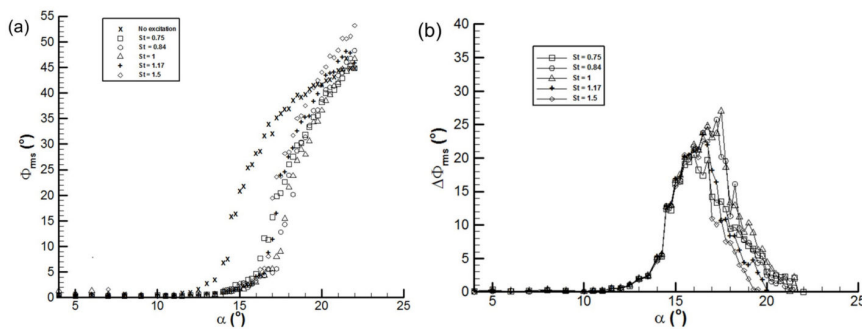 (a)
No excitation
St = 0.75
St = 0.84
St = 1
St = 1.17
St = 1.5
Φrms (°)
55
50
45
40
35
30
25
20
15
10
5
0
5 10 15 20 25
α (°)
(b)
St = 0.75
St = 0.84
St = 1
St = 1.17
St = 1.5
ΔΦrms (°)
40
35
30
25
20
15
10
5
0
5 10 15 20 25
α (°)